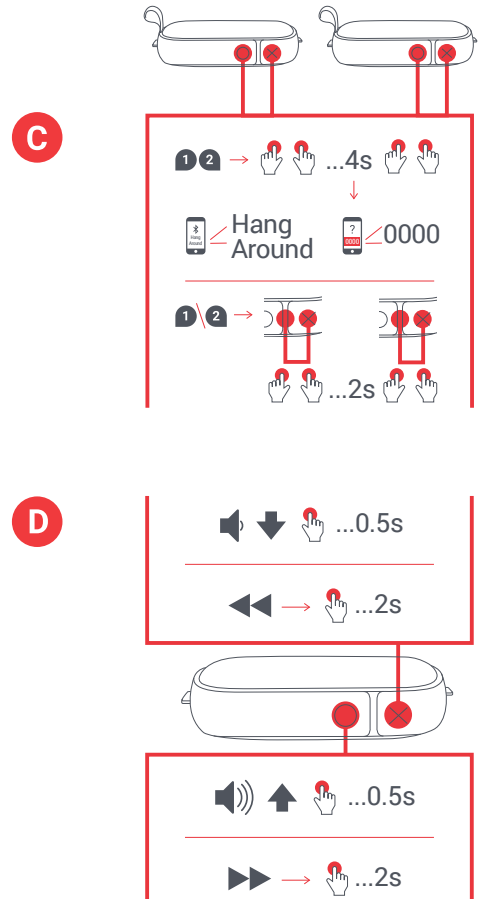 C
1 2 ...4s
Hang
Around
Hang
Around
?
0000
0000
1 2
...2s
D
...0.5s
...2s
...0.5s
...2s